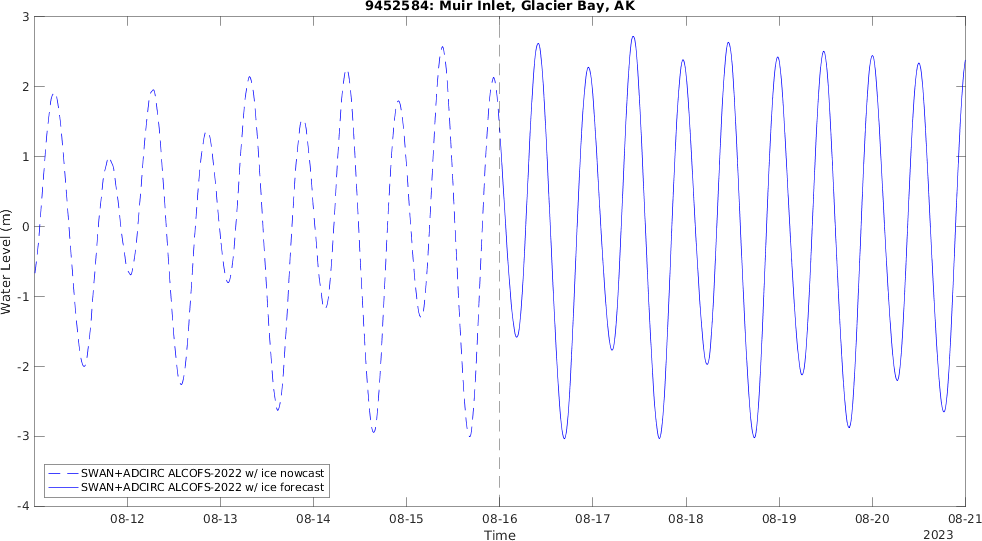 9452584: Muir Inlet, Glacier Bay, AK
3
2
1
0
-1
-2
-3
-4
Water Level (m)
SWAN+ADCIRC ALCOFS-2022 w/ ice nowcast
SWAN+ADCIRC ALCOFS-2022 w/ ice forecast
08-12 08-13 08-14 08-15 08-16 08-17 08-18 08-19 08-20 08-21
Time
2023